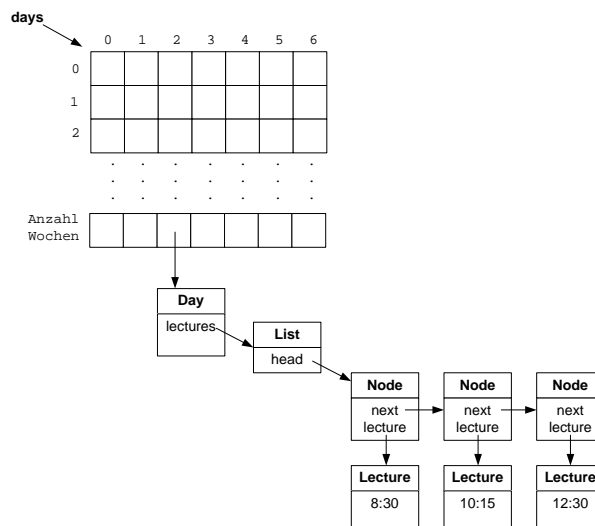 days
0 1 2 3 4 5 6
0
1
2
. . . . . . .
. . . . . . .
. . . . . . .
Anzahl
Wochen
Day
lectures
List
head
Node Node Node
next next next
lecture lecture lecture
Lecture Lecture Lecture
8:30 10:15 12:30